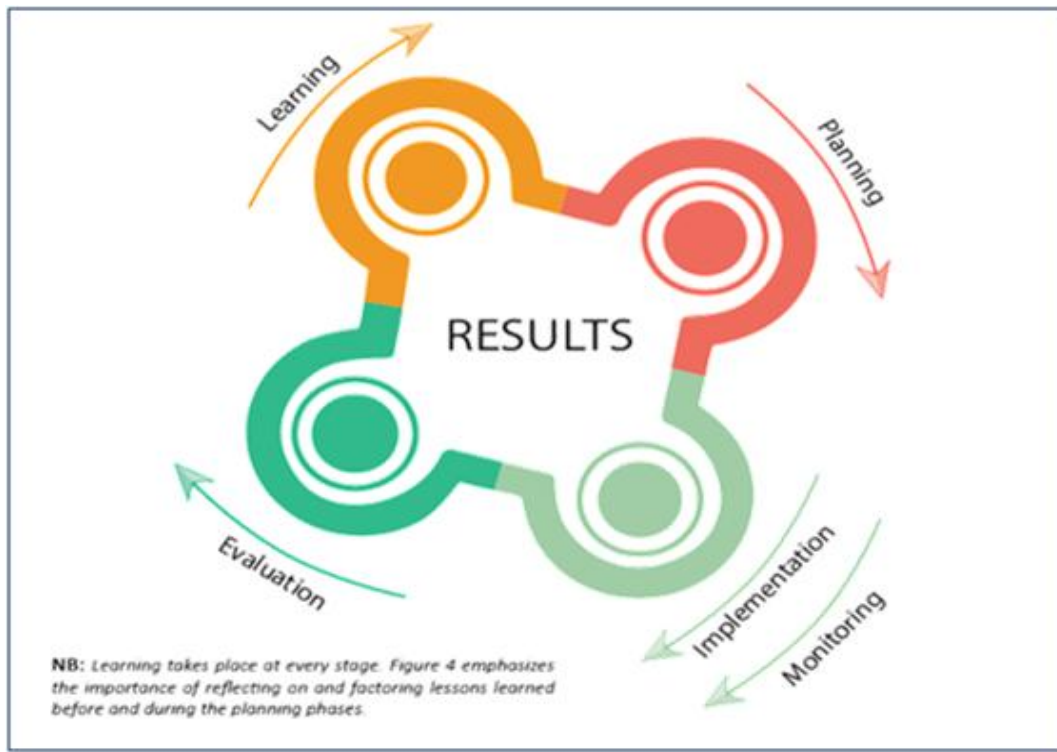 Learning
Planning
RESULTS
Evaluation
Implementation
Monitoring
NB: Learning takes place at every stage. Figure 4 emphasizes
the importance of reflecting on and factoring lessons learned
before and during the planning phases.